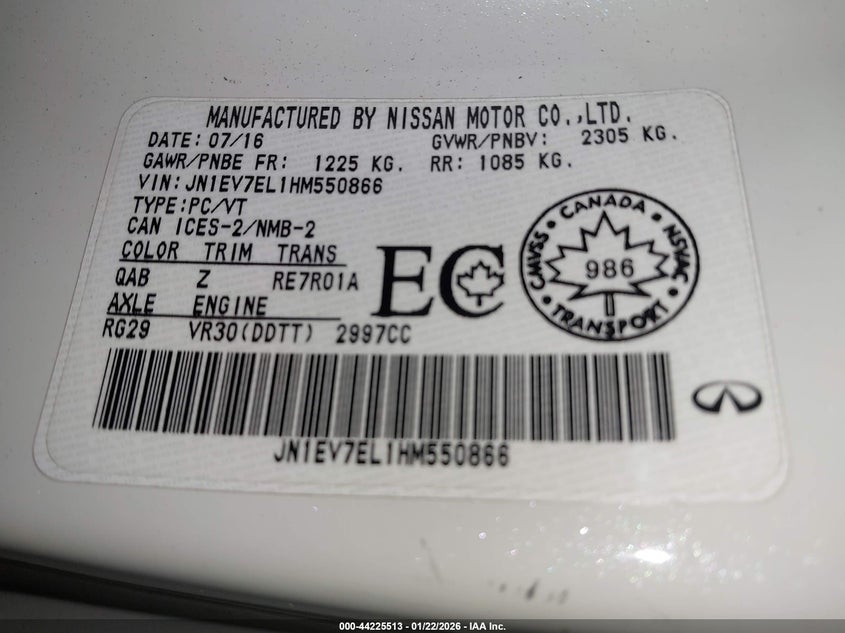 MANUFACTURED BY NISSAN MOTOR CO.,LTD.
DATE: 07/16 GVWR/PNBV: 2305 KG.
GAWR/PNBE FR: 1225 KG. RR: 1085 KG.
VIN: JN1EV7EL1HM550866
TYPE:PC/VT
CAN ICES-2/NMB-2
COLOR TRIM TRANS
QAB Z RE7R01A
AXLE ENGINE
RG29 VR30(DDTT) 2997CC
EC
CANADA
CMVSS
NSVAC
986
TRANSPORT
JN1EV7EL1HM550866
000-44225513 - 01/22/2026 - IAA Inc.